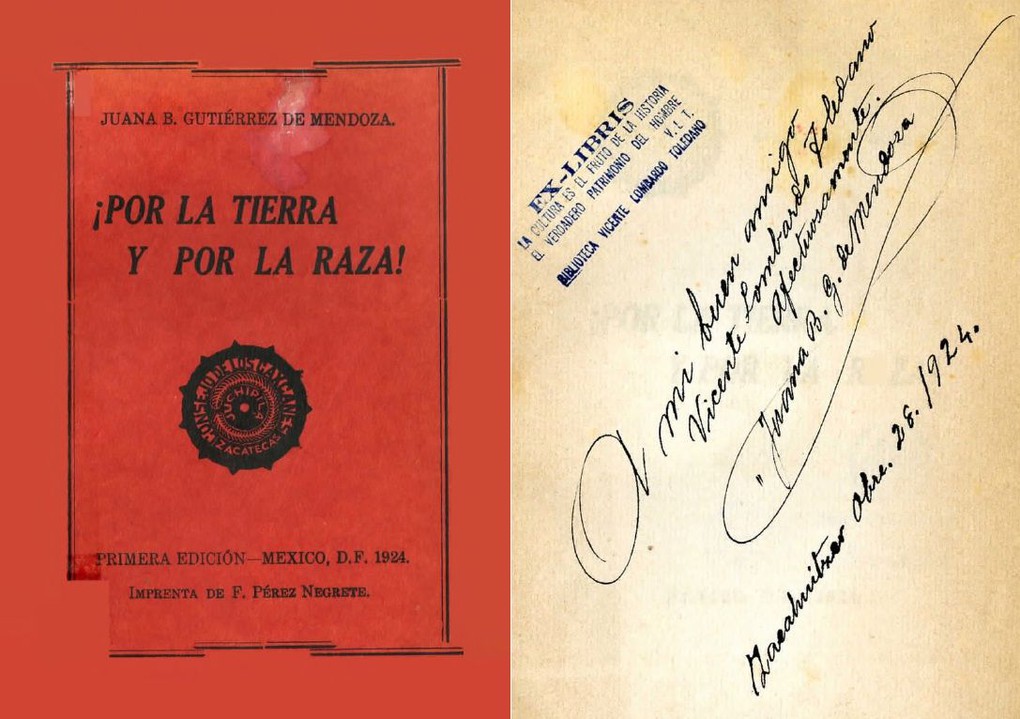 JUANA B. GUTIÉRREZ DE MENDOZA.
¡POR LA TIERRA
Y POR LA RAZA!
CONSEJO DE LOS CAXCANES
JUCHIPILA
ZACATECAS
PRIMERA EDICIÓN—MEXICO, D.F. 1924.
IMPRENTA DE F. PÉREZ NEGRETE.
EX-LIBRIS
LA CULTURA ES EL FRUTO DE LA HISTORIA
EL VERDADERO PATRIMONIO DEL HOMBRE
V. L. T.
BIBLIOTECA VICENTE LOMBARDO TOLEDANO
A mi buen amigo
Vicente Lombardo Toledano
Afectuosamente.
Juana B. G. de Mendoza
28. 1924.